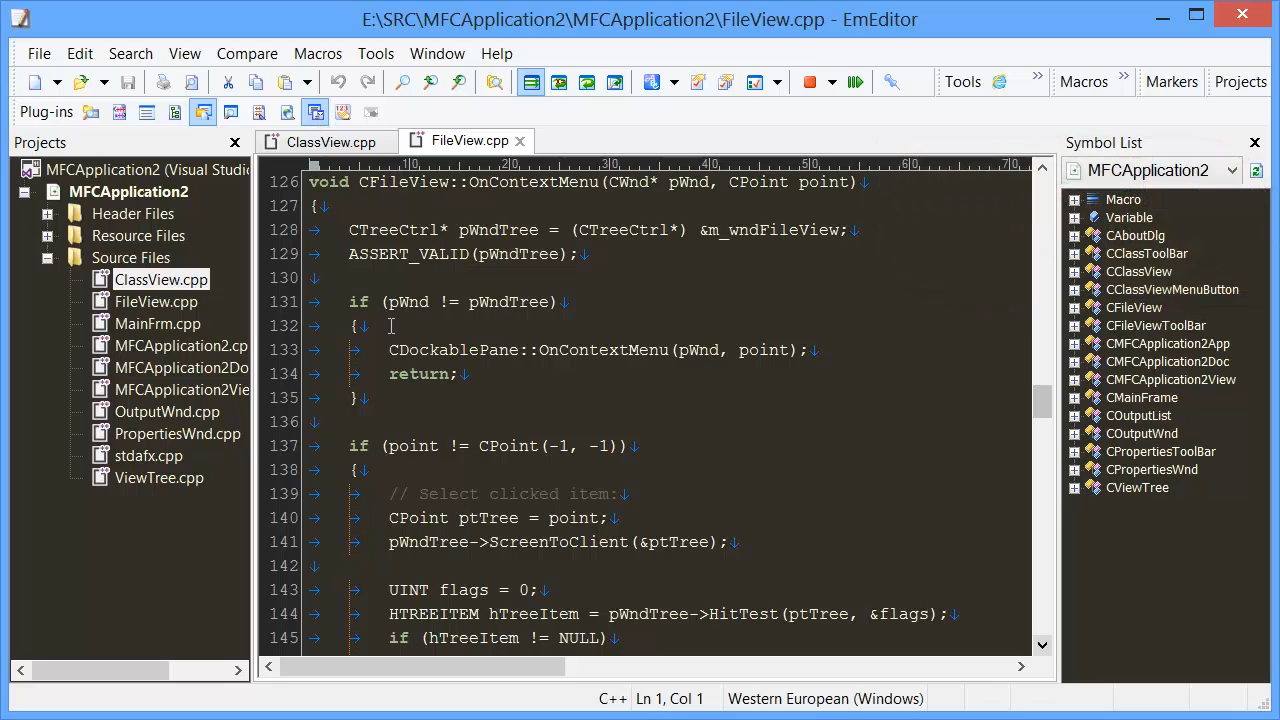 E:\SRC\MFCApplication2\MFCApplication2\FileView.cpp - EmEditor
File Edit Search View Compare Macros Tools Window Help
Tools » Macros » Markers Projects
Plug-ins
Projects
MFCApplication2 (Visual Studio
MFCApplication2
Header Files
Resource Files
Source Files
ClassView.cpp
FileView.cpp
MainFrm.cpp
MFCApplication2.cp
MFCApplication2Do
MFCApplication2Vie
OutputWnd.cpp
PropertiesWnd.cpp
stdafx.cpp
ViewTree.cpp
ClassView.cpp FileView.cpp
10 20 30 40 50 60 70
126 void CFileView::OnContextMenu(CWnd* pWnd, CPoint point)↓
127 {↓
128 → CTreeCtrl* pWndTree = (CTreeCtrl*) &m_wndFileView;↓
129 → ASSERT_VALID(pWndTree);↓
130 ↓
131 → if (pWnd != pWndTree)↓
132 → {↓
133 → → CDockablePane::OnContextMenu(pWnd, point);↓
134 → → return;↓
135 → }↓
136 ↓
137 → if (point != CPoint(-1, -1))↓
138 → {↓
139 → → // Select clicked item:↓
140 → → CPoint ptTree = point;↓
141 → → pWndTree->ScreenToClient(&ptTree);↓
142 ↓
143 → → UINT flags = 0;↓
144 → → HTREEITEM hTreeItem = pWndTree->HitTest(ptTree, &flags);↓
145 → → if (hTreeItem != NULL)↓
Symbol List
MFCApplication2
Macro
Variable
CAboutDlg
CClassToolBar
CClassView
CClassViewMenuButton
CFileView
CFileViewToolBar
CMFCApplication2App
CMFCApplication2Doc
CMFCApplication2View
CMainFrame
COutputList
COutputWnd
CPropertiesToolBar
CPropertiesWnd
CViewTree
C++ Ln 1, Col 1 Western European (Windows)